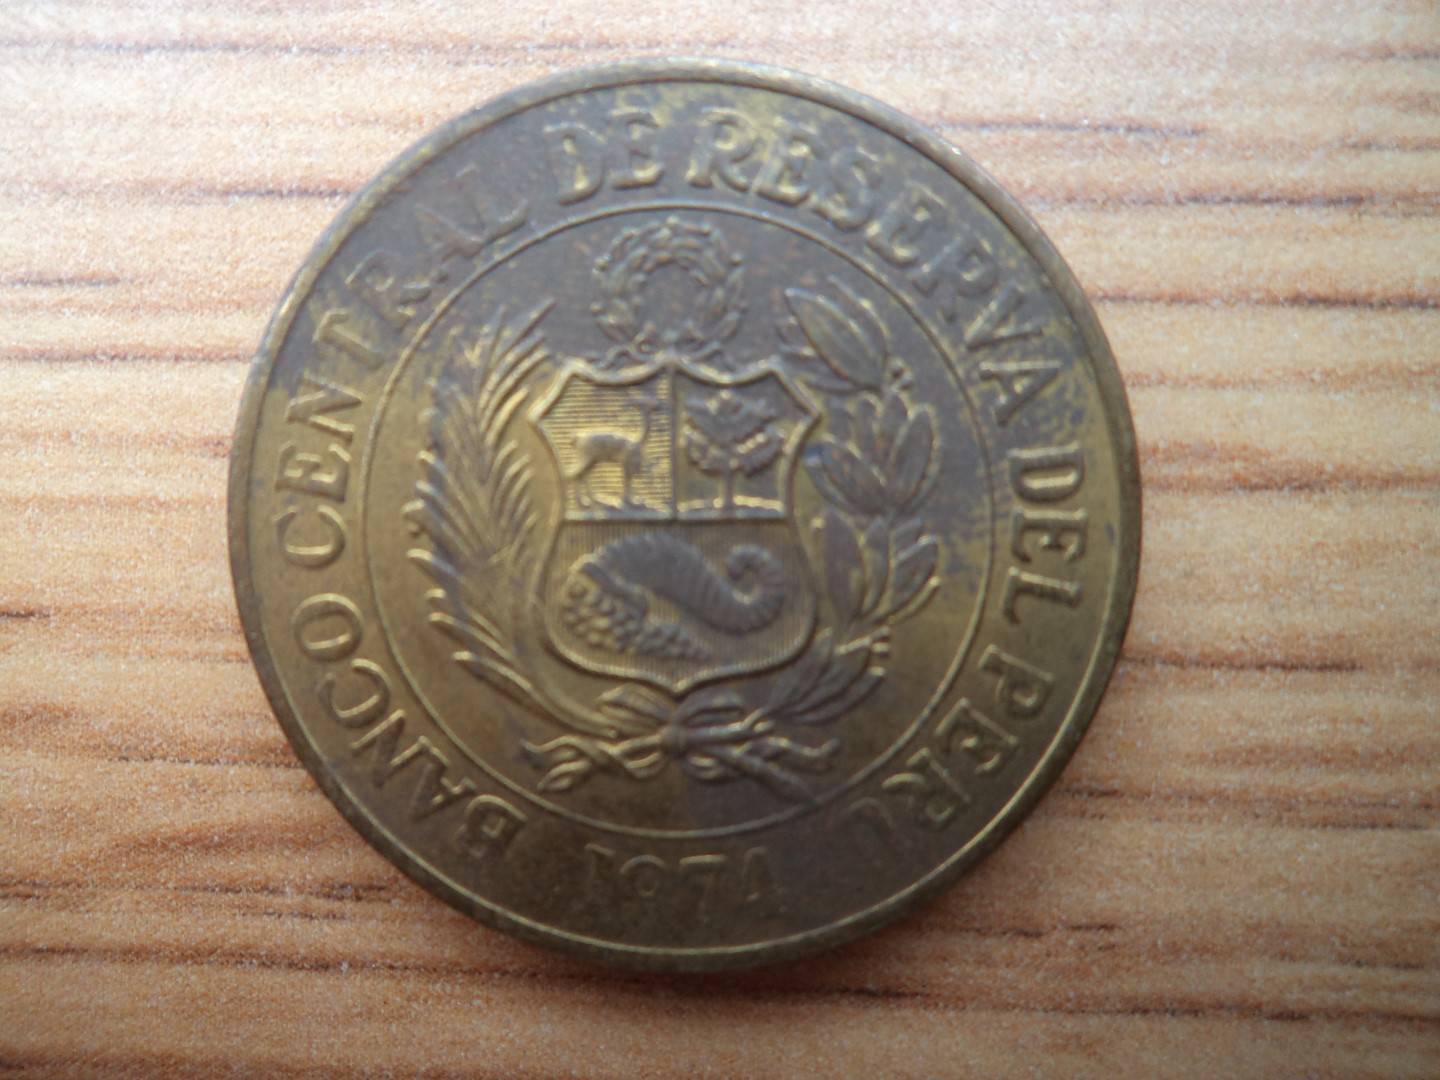 BANCO CENTRAL DE RESERVA DEL PERU
1974